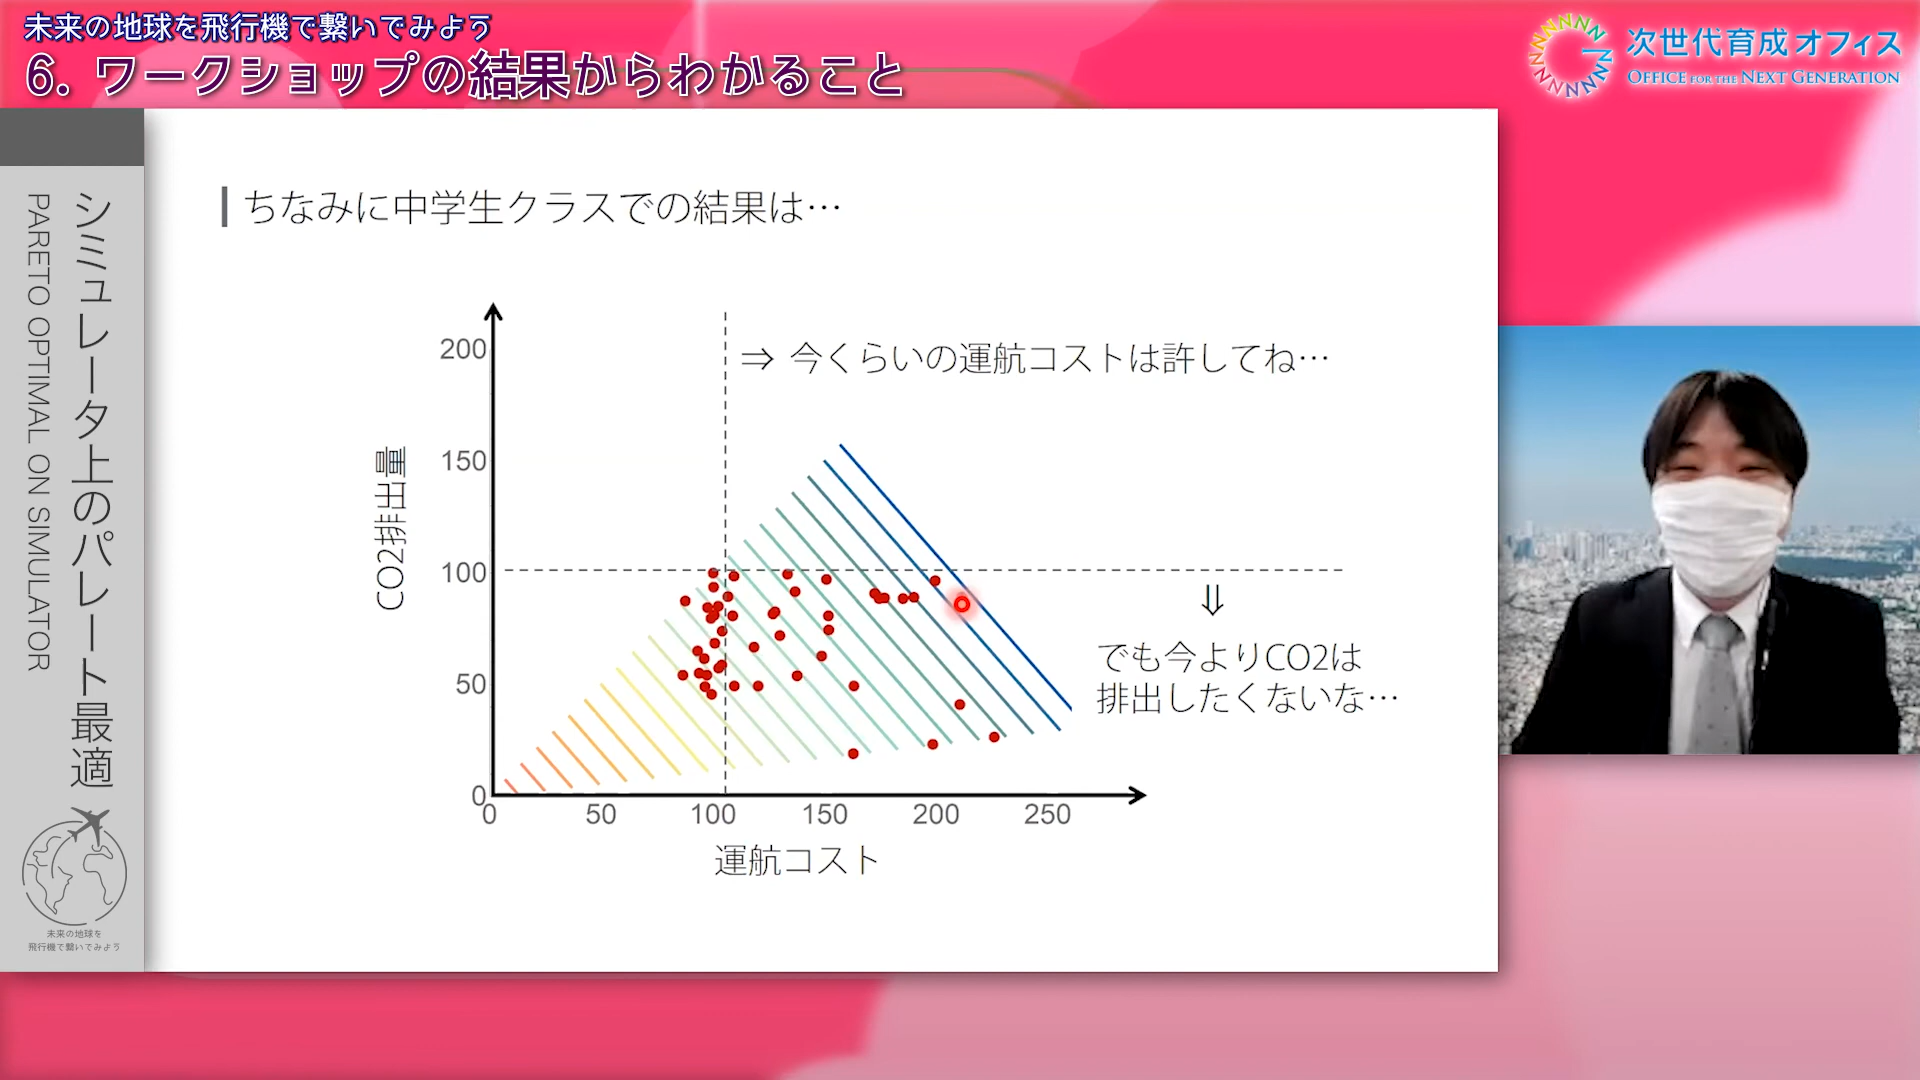 未来の地球を飛行機で繋いでみよう
6. ワークショップの結果からわかること
次世代育成オフィス
OFFICE FOR THE NEXT GENERATION
シミュレータ上のパレート最適
PARETO OPTIMAL ON SIMULATOR
未来の地球を
飛行機で繋いでみよう
ちなみに中学生クラスでの結果は…
⇒ 今くらいの運航コストは許してね…
CO2排出量
200
150
100
50
0
⇓
でも今よりCO2は
排出したくないな…
0 50 100 150 200 250
運航コスト